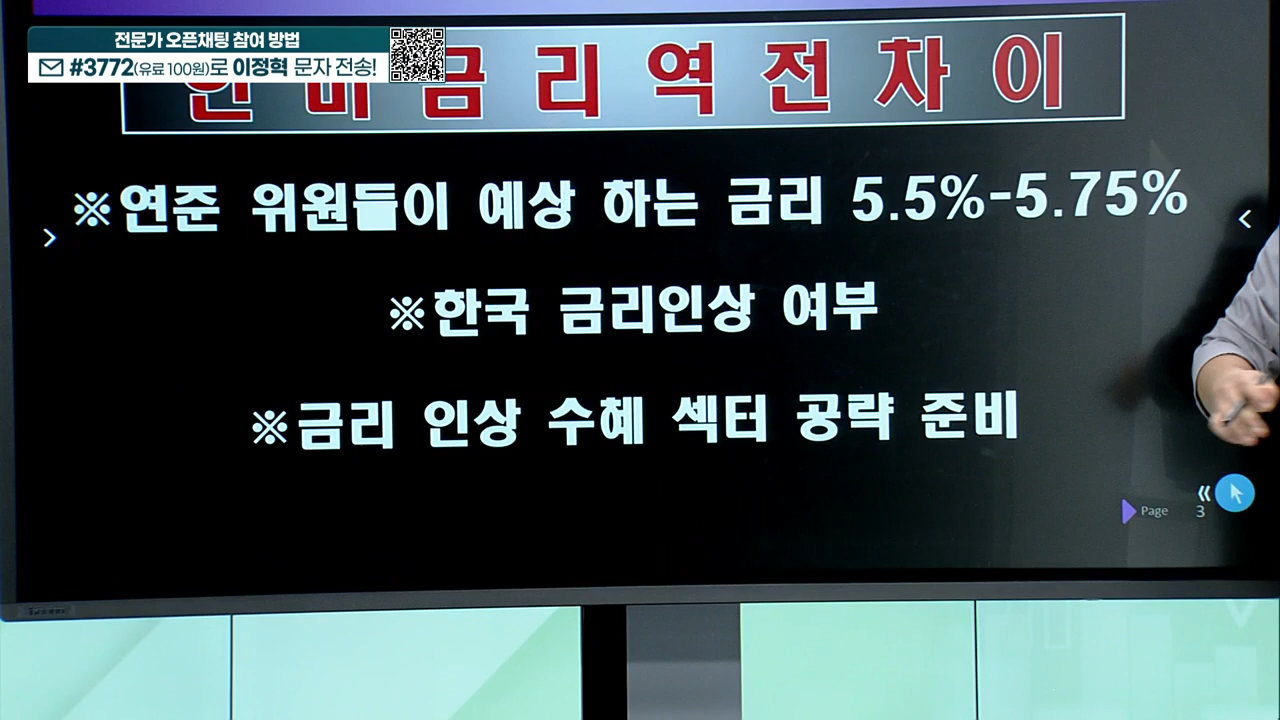 전문가 오픈채팅 참여 방법
#3772(유료 100원)로 이정혁 문자 전송!
금리역전차이
※연준 위원들이 예상 하는 금리 5.5%-5.75%
※한국 금리인상 여부
※금리 인상 수혜 섹터 공략 준비
Page 3